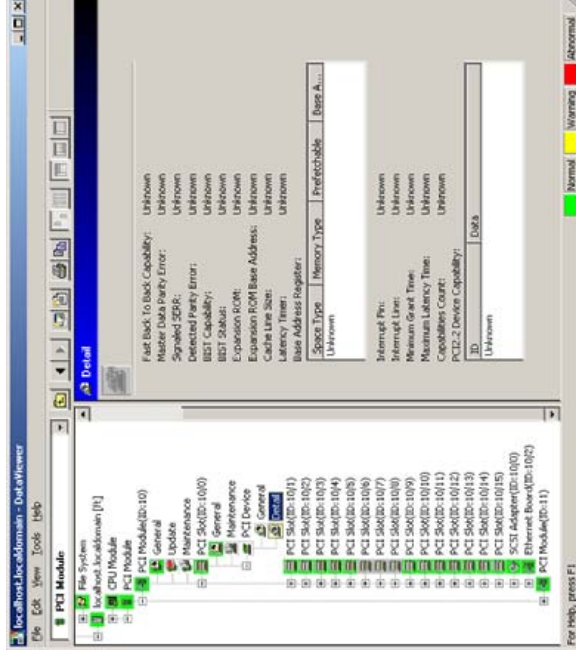 localhost.localdomain - DataViewer
File Edit View Tools Help
PCI Module
File System
localhost.localdomain [ft]
CPU Module
PCI Module
PCI Module(ID:10)
General
Update
Maintenance
PCI Slot(ID:10/0)
General
Maintenance
PCI Device
General
Detail
PCI Slot(ID:10/1)
PCI Slot(ID:10/2)
PCI Slot(ID:10/3)
PCI Slot(ID:10/4)
PCI Slot(ID:10/5)
PCI Slot(ID:10/6)
PCI Slot(ID:10/7)
PCI Slot(ID:10/8)
PCI Slot(ID:10/9)
PCI Slot(ID:10/10)
PCI Slot(ID:10/11)
PCI Slot(ID:10/12)
PCI Slot(ID:10/13)
PCI Slot(ID:10/14)
PCI Slot(ID:10/15)
SCSI Adapter(ID:10/0)
Ethernet Board(ID:10/2)
PCI Module(ID:11)
Detail
Fast Back To Back Capability: Unknown
Master Data Parity Error: Unknown
Signaled SERR: Unknown
Detected Parity Error: Unknown
BIST Capability: Unknown
BIST Status: Unknown
Expansion ROM: Unknown
Expansion ROM Base Address: Unknown
Cache Line Size: Unknown
Latency Timer: Unknown
Base Address Register:
Space Type Memory Type Prefetchable Base A...
Unknown
Interrupt Pin: Unknown
Interrupt Line: Unknown
Minimum Grant Time: Unknown
Maximum Latency Time: Unknown
Capabilities Count: Unknown
PCI2.2 Device Capability:
ID Data
Unknown
For Help, press F1
Normal Warning Abnormal